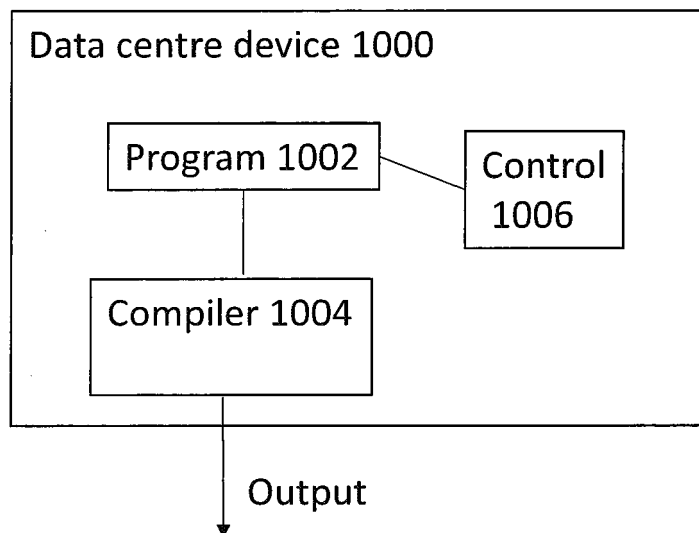 Data centre device 1000
Program 1002
Control
1006
Compiler 1004
Output